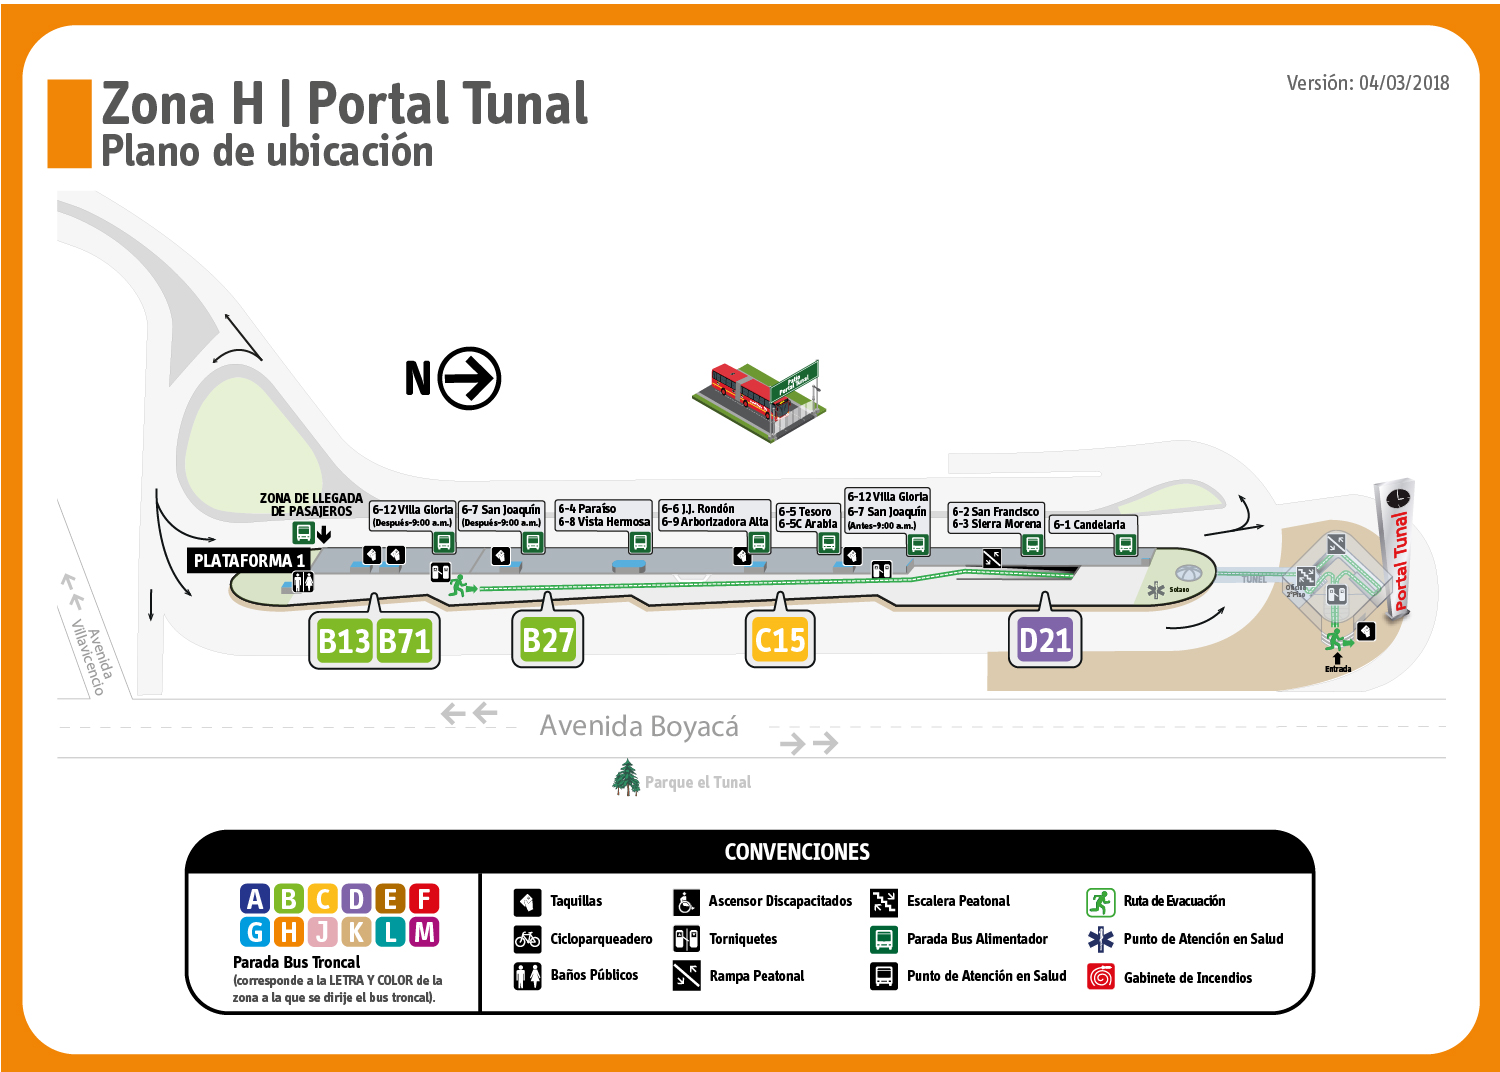 Zona H | Portal Tunal
Plano de ubicación
Versión: 04/03/2018
N
Patio
Portal Tunal
ZONA DE LLEGADA
DE PASAJEROS
PLATAFORMA 1
6-12 Villa Gloria
(Después-9:00 a.m.)
6-7 San Joaquín
(Después-9:00 a.m.)
6-4 Paraíso
6-8 Vista Hermosa
6-6 J.J. Rondón
6-9 Arborizadora Alta
6-5 Tesoro
6-5C Arabia
6-12 Villa Gloria
6-7 San Joaquín
(Antes-9:00 a.m.)
6-2 San Francisco
6-3 Sierra Morena
6-1 Candelaria
Portal Tunal
TUNEL
2° Piso
Sotano
Entrada
B13 B71
B27
C15
D21
Avenida
Villavicencio
Avenida Boyacá
Parque el Tunal
CONVENCIONES
A B C D E F
G H J K L M
Parada Bus Troncal
(corresponde a la LETRA Y COLOR de la
zona a la que se dirije el bus troncal).
Taquillas
Cicloparqueadero
Baños Públicos
Ascensor Discapacitados
Torniquetes
Rampa Peatonal
Escalera Peatonal
Parada Bus Alimentador
Punto de Atención en Salud
Ruta de Evacuación
Punto de Atención en Salud
Gabinete de Incendios